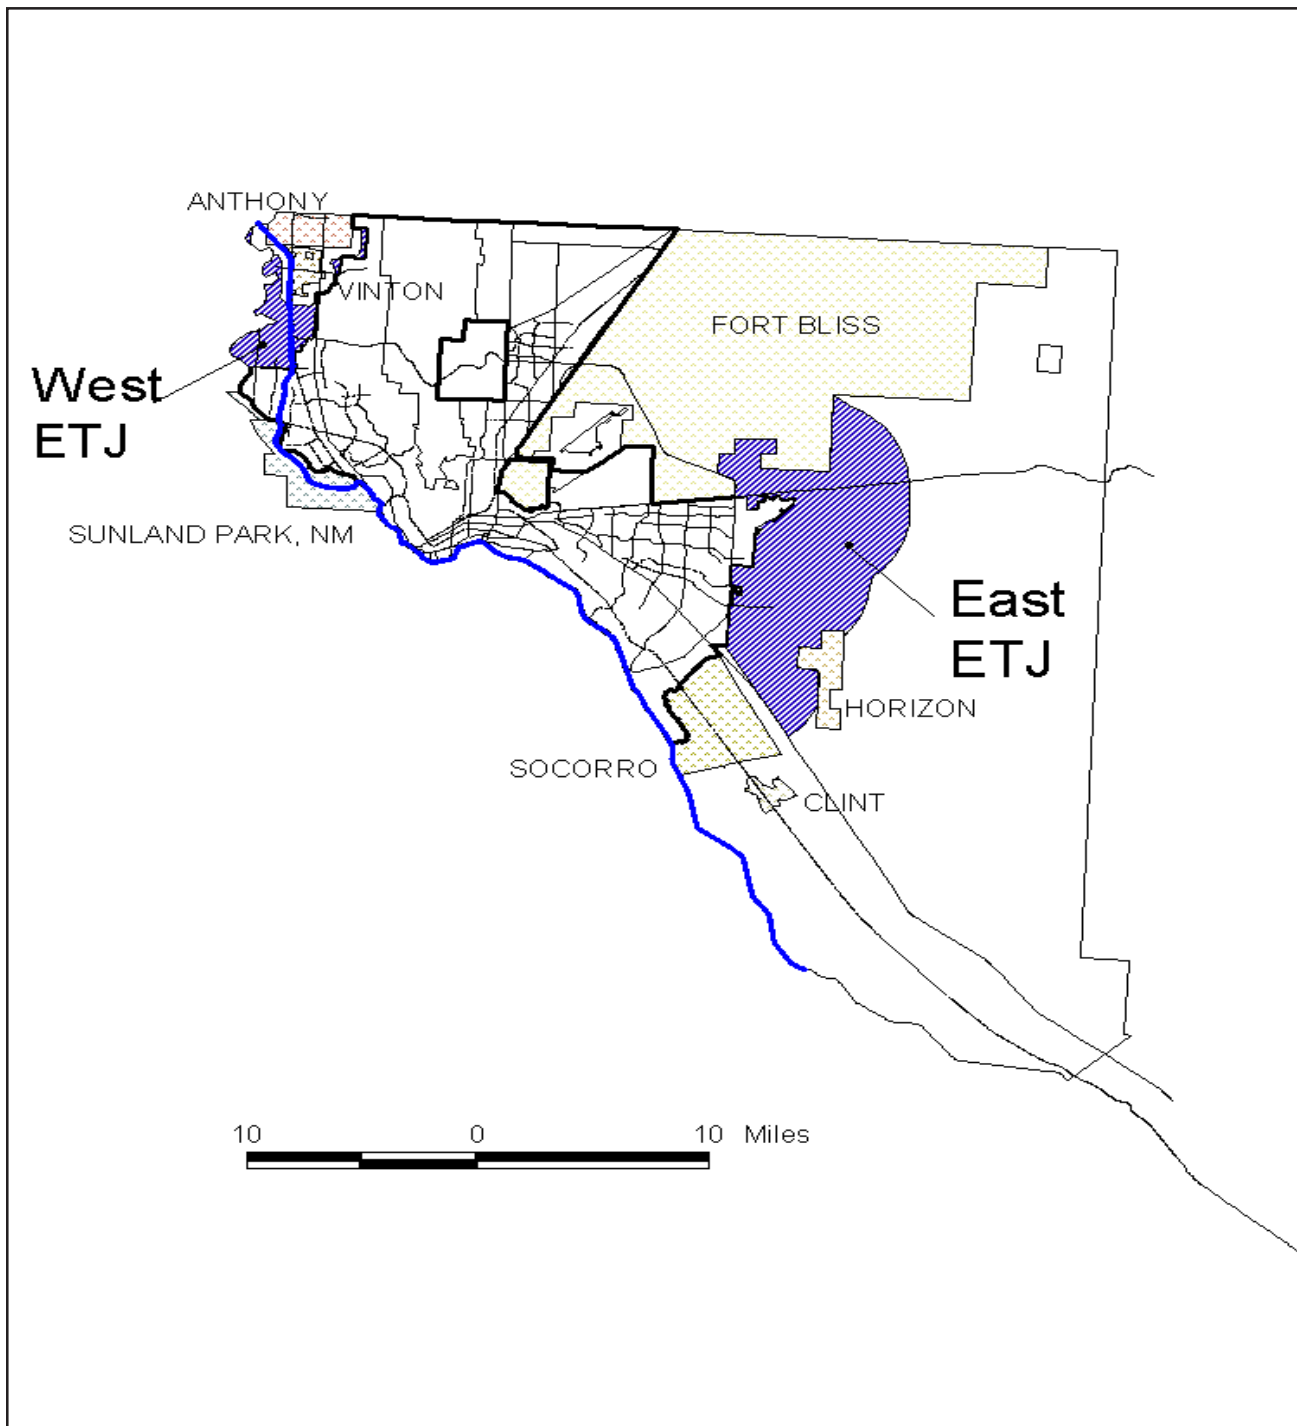 ANTHONY
VINTON
FORT BLISS
West
ETJ
SUNLAND PARK, NM
East
ETJ
HORIZON
SOCORRO
CLINT
10 0 10 Miles